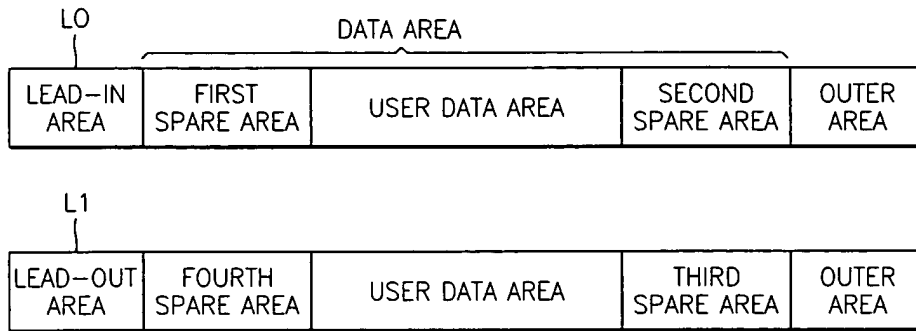 L0
DATA AREA
LEAD-IN AREA
FIRST SPARE AREA
USER DATA AREA
SECOND SPARE AREA
OUTER AREA
L1
LEAD-OUT AREA
FOURTH SPARE AREA
USER DATA AREA
THIRD SPARE AREA
OUTER AREA